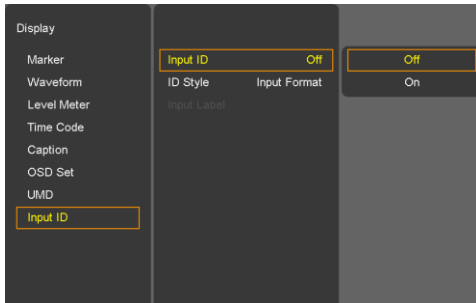 Display
Marker
Waveform
Level Meter
Time Code
Caption
OSD Set
UMD
Input ID
Input ID Off
ID Style Input Format
Input Label
Off
On